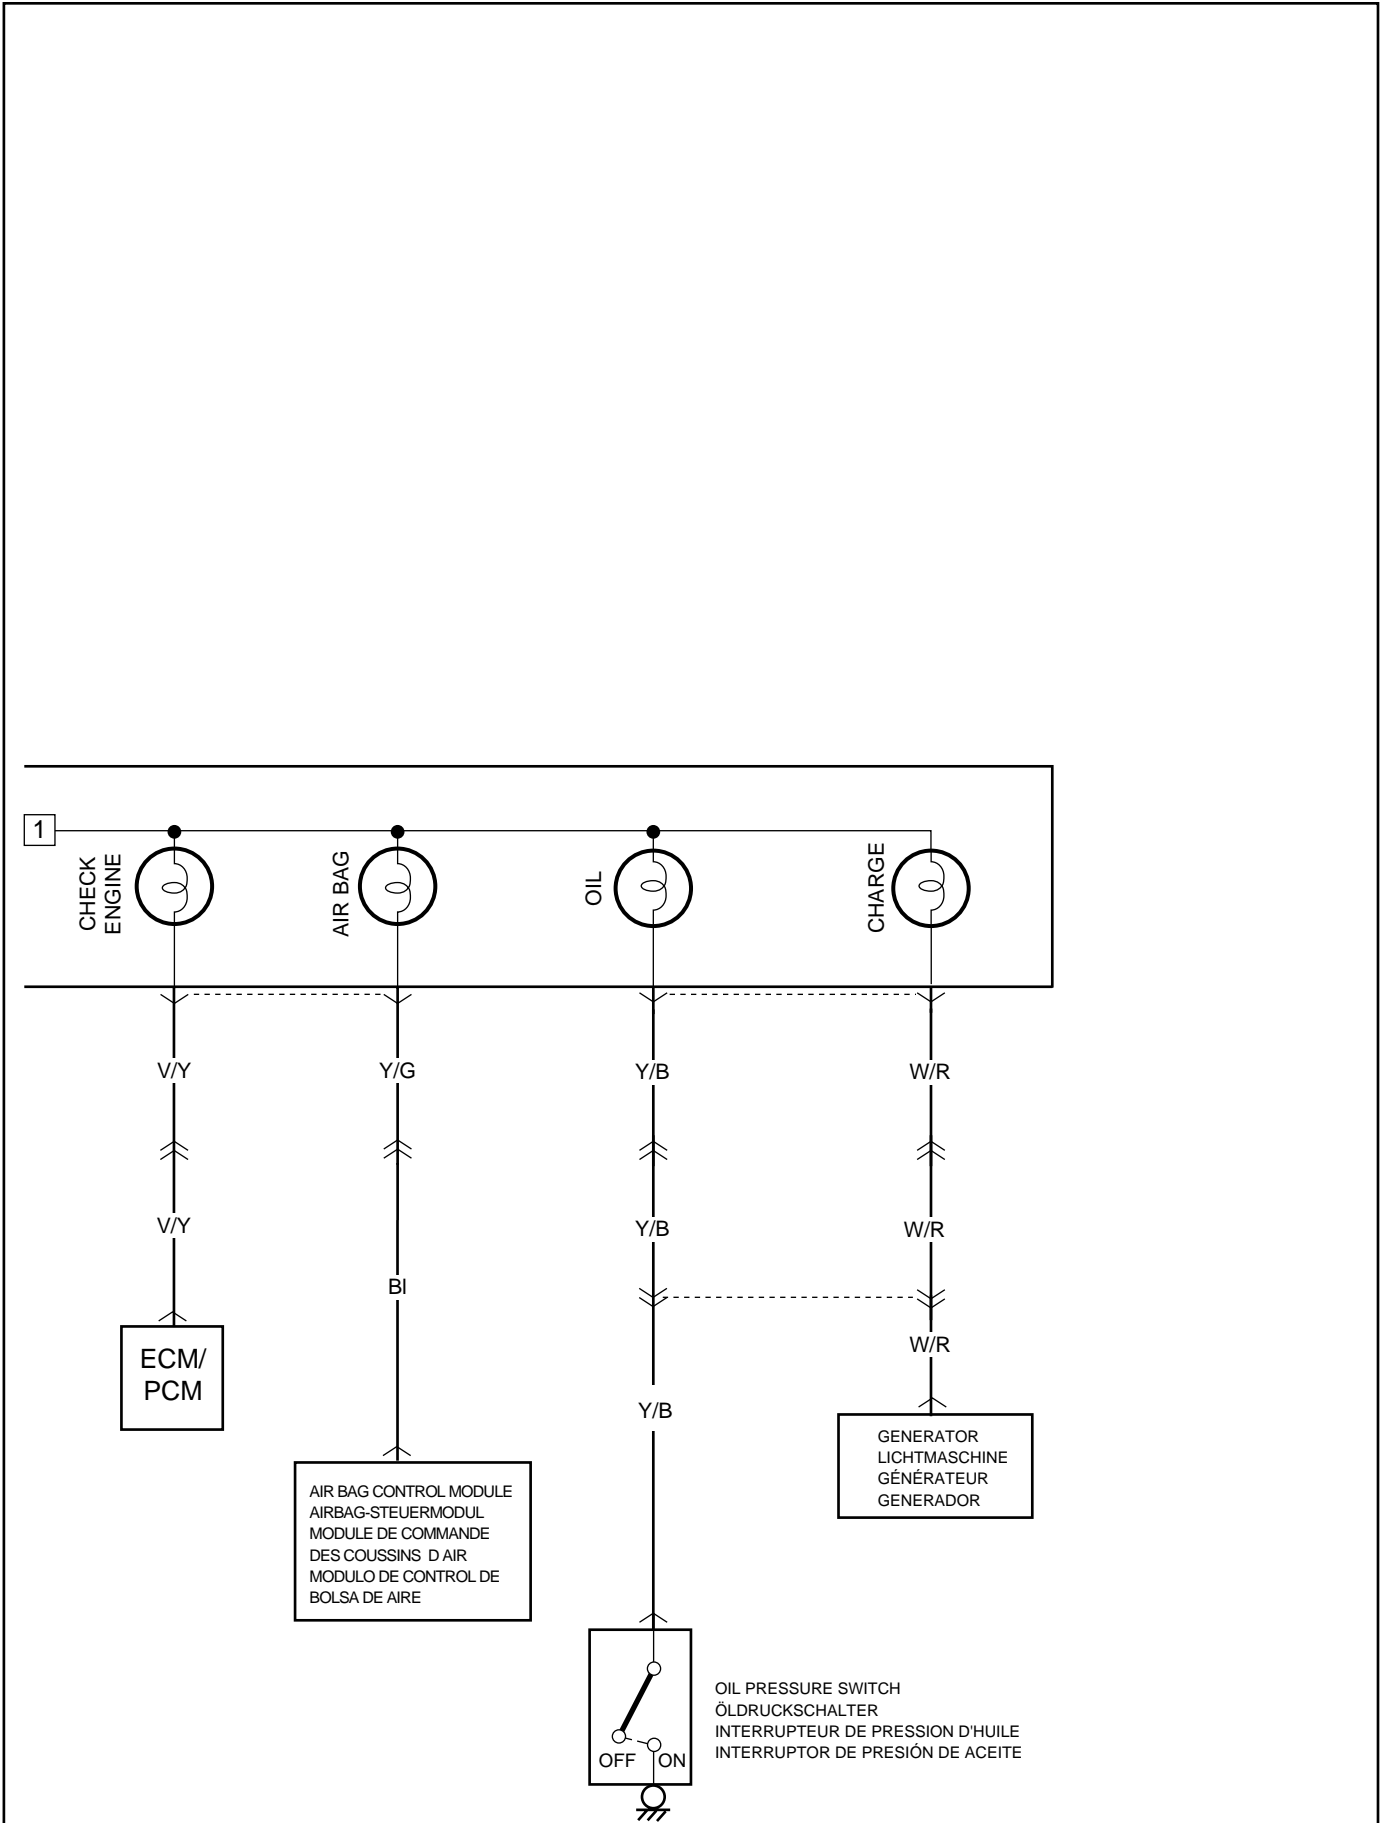 1
CHECK
ENGINE
AIR BAG
OIL
CHARGE
V/Y
Y/G
Y/B
W/R
V/Y
Y/B
W/R
Bl
W/R
ECM/
PCM
Y/B
GENERATOR
LICHTMASCHINE
GÉNÉRATEUR
GENERADOR
AIR BAG CONTROL MODULE
AIRBAG-STEUERMODUL
MODULE DE COMMANDE
DES COUSSINS D AIR
MODULO DE CONTROL DE
BOLSA DE AIRE
OIL PRESSURE SWITCH
ÖLDRUCKSCHALTER
INTERRUPTEUR DE PRESSION D'HUILE
INTERRUPTOR DE PRESIÓN DE ACEITE
OFF
ON